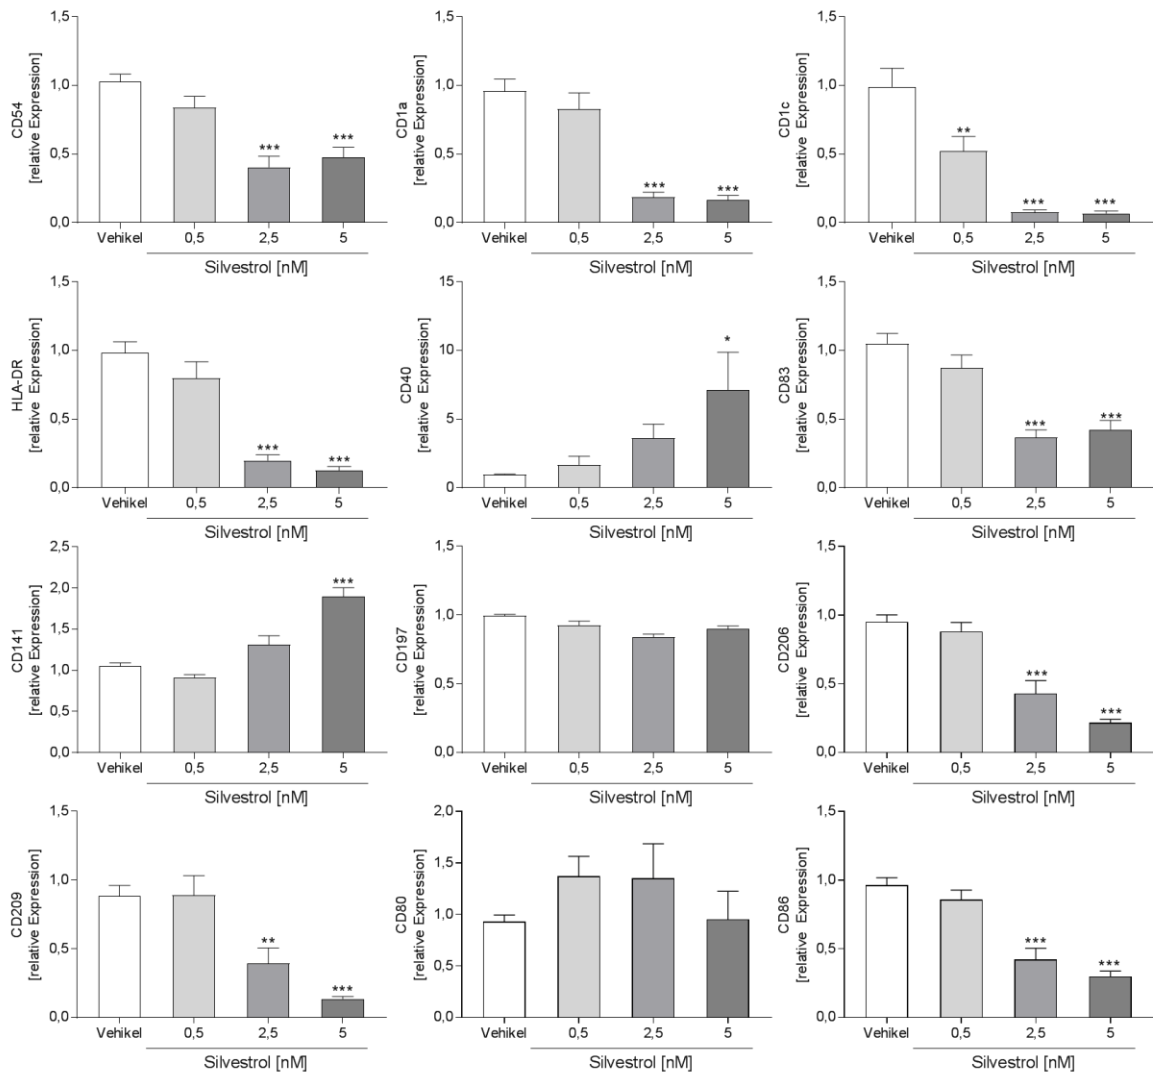 1,5
1,0
0,5
0,0
CD54
[relative Expression]
***
***
Vehikel 0,5 2,5 5
Silvestrol [nM]
1,5
1,0
0,5
0,0
CD1a
[relative Expression]
***
***
Vehikel 0,5 2,5 5
Silvestrol [nM]
1,5
1,0
0,5
0,0
CD1c
[relative Expression]
**
***
***
Vehikel 0,5 2,5 5
Silvestrol [nM]
1,5
1,0
0,5
0,0
HLA-DR
[relative Expression]
***
***
Vehikel 0,5 2,5 5
Silvestrol [nM]
15
10
5
0
CD40
[relative Expression]
*
Vehikel 0,5 2,5 5
Silvestrol [nM]
1,5
1,0
0,5
0,0
CD83
[relative Expression]
***
***
Vehikel 0,5 2,5 5
Silvestrol [nM]
2,5
2,0
1,5
1,0
0,5
0,0
CD141
[relative Expression]
***
Vehikel 0,5 2,5 5
Silvestrol [nM]
1,5
1,0
0,5
0,0
CD197
[relative Expression]
Vehikel 0,5 2,5 5
Silvestrol [nM]
1,5
1,0
0,5
0,0
CD206
[relative Expression]
***
***
Vehikel 0,5 2,5 5
Silvestrol [nM]
1,5
1,0
0,5
0,0
CD209
[relative Expression]
**
***
Vehikel 0,5 2,5 5
Silvestrol [nM]
2,0
1,5
1,0
0,5
0,0
CD80
[relative Expression]
Vehikel 0,5 2,5 5
Silvestrol [nM]
1,5
1,0
0,5
0,0
CD86
[relative Expression]
***
***
Vehikel 0,5 2,5 5
Silvestrol [nM]